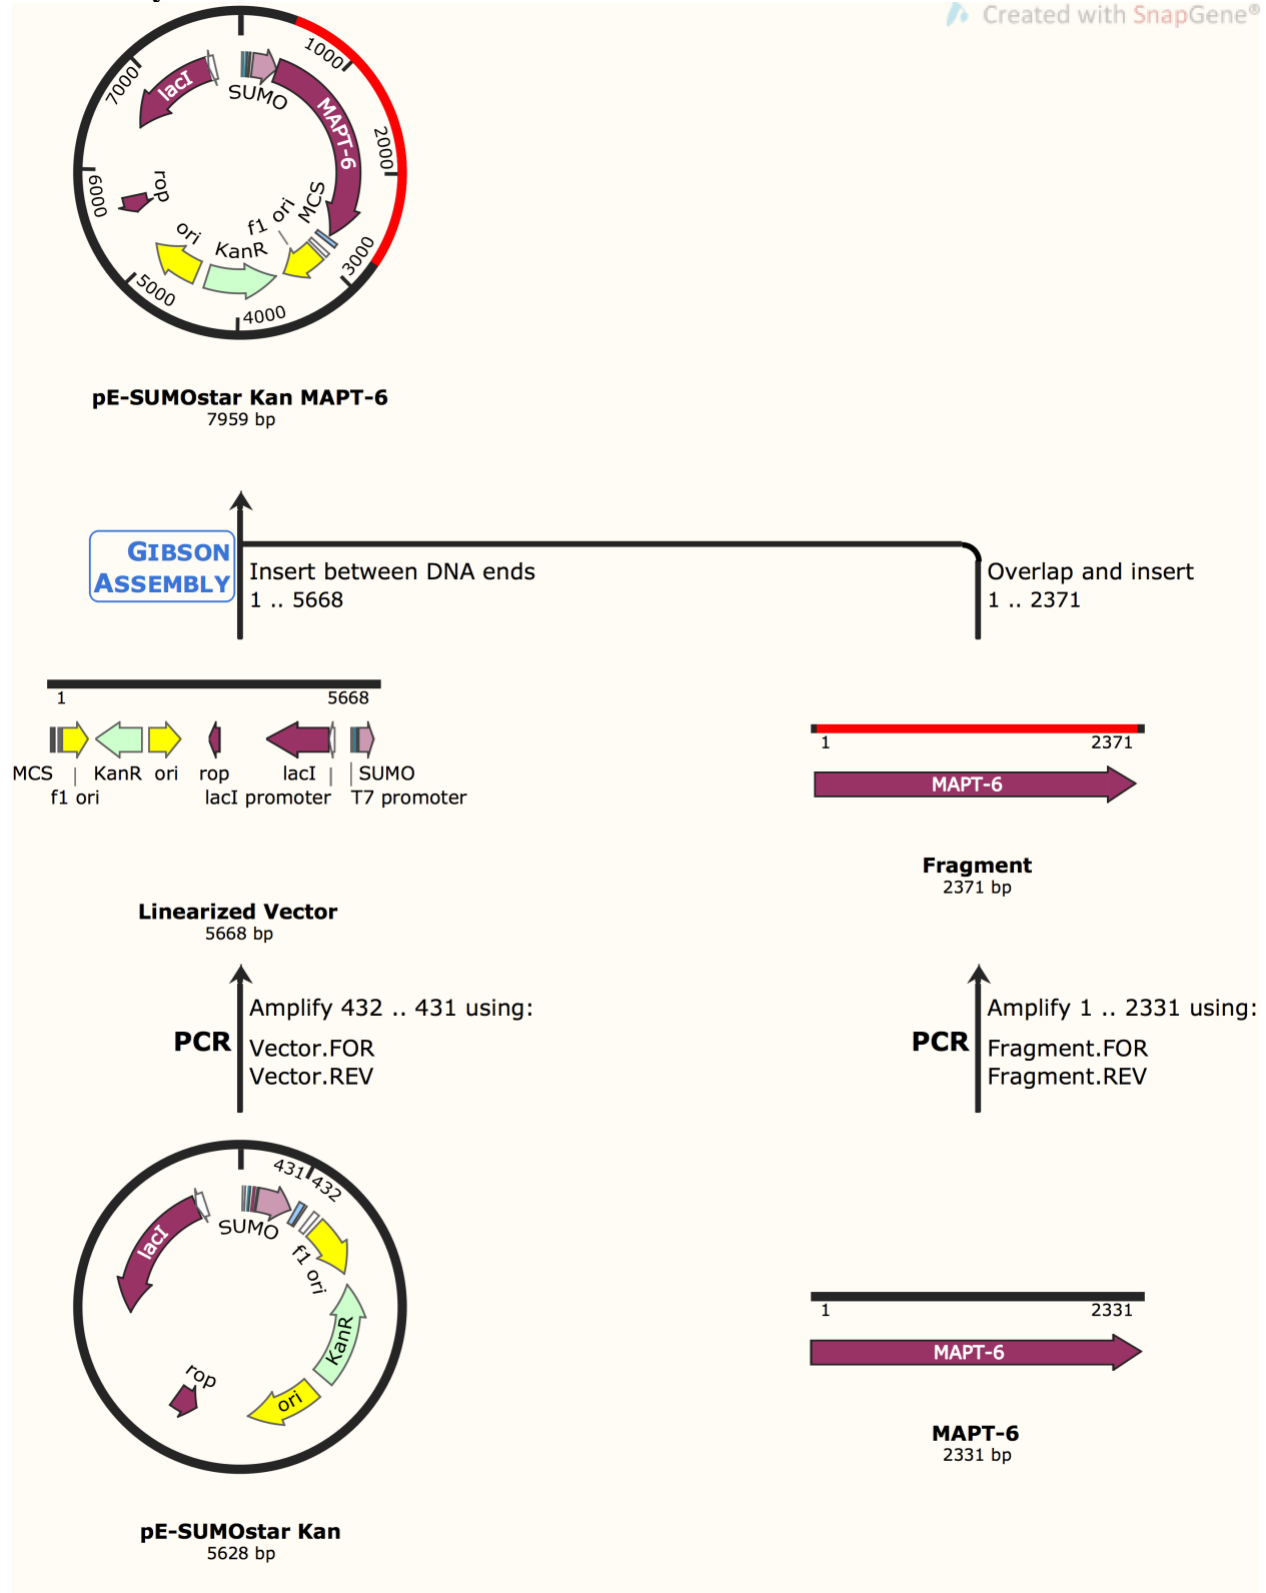 Created with SnapGene®
1000
2000
3000
4000
5000
6000
7000
lacI
SUMO
MAPT-6
MCS
f1 ori
KanR
ori
rop
pE-SUMOstar Kan MAPT-6
7959 bp
GIBSON
ASSEMBLY
Insert between DNA ends
1 .. 5668
Overlap and insert
1 .. 2371
1 5668
MCS KanR ori rop lacI SUMO
f1 ori lacI promoter T7 promoter
Linearized Vector
5668 bp
1 2371
MAPT-6
Fragment
2371 bp
PCR
Amplify 432 .. 431 using:
Vector.FOR
Vector.REV
PCR
Amplify 1 .. 2331 using:
Fragment.FOR
Fragment.REV
431 432
lacI
SUMO
f1 ori
KanR
ori
rop
pE-SUMOstar Kan
5628 bp
1 2331
MAPT-6
MAPT-6
2331 bp